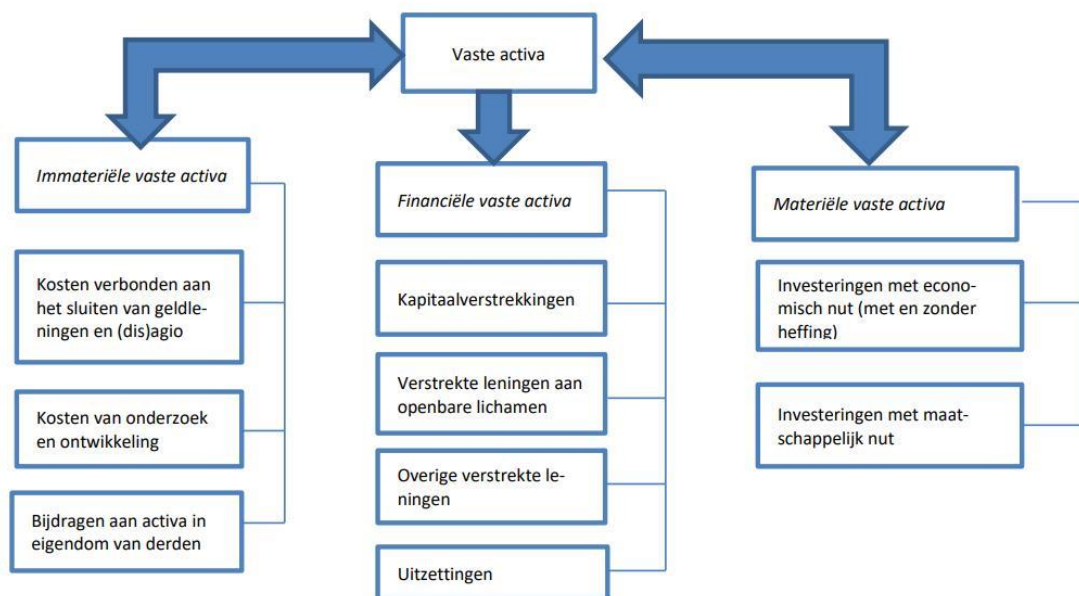 Vaste activa
Immateriële vaste activa
Kosten verbonden aan
het sluiten van geldle-
ningen en (dis)agio
Kosten van onderzoek
en ontwikkeling
Bijdragen aan activa in
eigendom van derden
Financiële vaste activa
Kapitaalverstrekkingen
Verstrekte leningen aan
openbare lichamen
Overige verstrekte le-
ningen
Uitzettingen
Materiële vaste activa
Investeringen met econo-
misch nut (met en zonder
heffing)
Investeringen met maat-
schappelijk nut